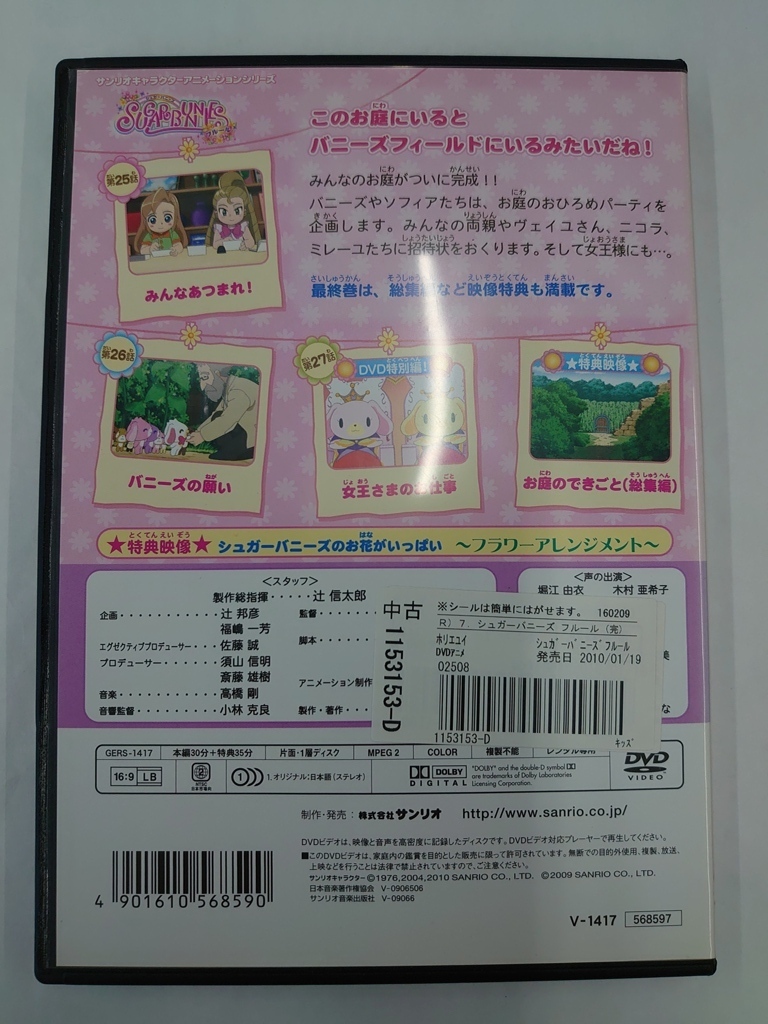 サンリオキャラクターアニメーションシリーズ
SUGARBUNNIES
フルール
このお庭にいると
バニーズフィールドにいるみたいだね！
みんなのお庭がついに完成！！
バニーズやソフィアたちは、お庭のおひろめパーティを
企画します。みんなの両親やヴェイユさん、ニコラ、
ミレーユたちに招待状をおくります。そして女王様にも…。
最終巻は、総集編など映像特典も満載です。
第25話
みんなあつまれ！
第26話
バニーズの願い
第27話
DVD特別編！
女王さまのお仕事
★特典映像★
お庭のできごと（総集編）
★特典映像★ シュガーバニーズのお花がいっぱい ～フラワーアレンジメント～
＜スタッフ＞
製作総指揮・・・・・辻 信太郎
企画・・・・・・・・・・辻 邦彦
福嶋 一芳
エグゼクティブプロデューサー・・・佐藤 誠
プロデューサー・・・・須山 信明
斎藤 雄樹
音楽・・・・・・・・・・高橋 剛
音響監督・・・・・・・・小林 克良
監督・・・・
脚本・・・・
アニメーション制作
製作・著作・・・
＜声の出演＞
堀江 由衣 木村 亜希子
美
な
中古 1153153-D
※シールは簡単にはがせます。 160209
R) 7. シュガーバニーズ フルール (完)
ﾎﾘｴﾕｲ ｼｭｶﾞｰﾊﾞﾆｰｽﾞﾌﾙｰﾙ
DVDｱﾆﾒ 発売日 2010/01/19
02508
1153153-D ｷｯｽﾞ
GERS-1417 本編30分＋特典35分 片面・1層ディスク MPEG 2 COLOR 複製不能 レンタル専用
16:9 LB
2
NTSC
日本市場向
1. オリジナル:日本語（ステレオ）
DOLBY
DIGITAL
"DOLBY" and the double-D symbol
are trademarks of Dolby Laboratories
Licensing Corporation.
DVD
VIDEO
制作・発売：株式会社サンリオ http://www.sanrio.co.jp/
DVDビデオは、映像と音声を高密度に記録したディスクです。DVDビデオ対応プレーヤーで再生してください。
■このDVDビデオは、家庭内の鑑賞を目的とした販売に限って許可されています。無断での目的外使用、複製、放送、
上映などを行うことは法律で禁止されていますので、ご注意ください。
サンリオキャラクター ©1976,2004,2010 SANRIO CO., LTD. ©2009 SANRIO CO., LTD.
日本音楽著作権協会 V-0906506
サンリオ音楽出版社 V-09066
4 901610 568590
V-1417 568597